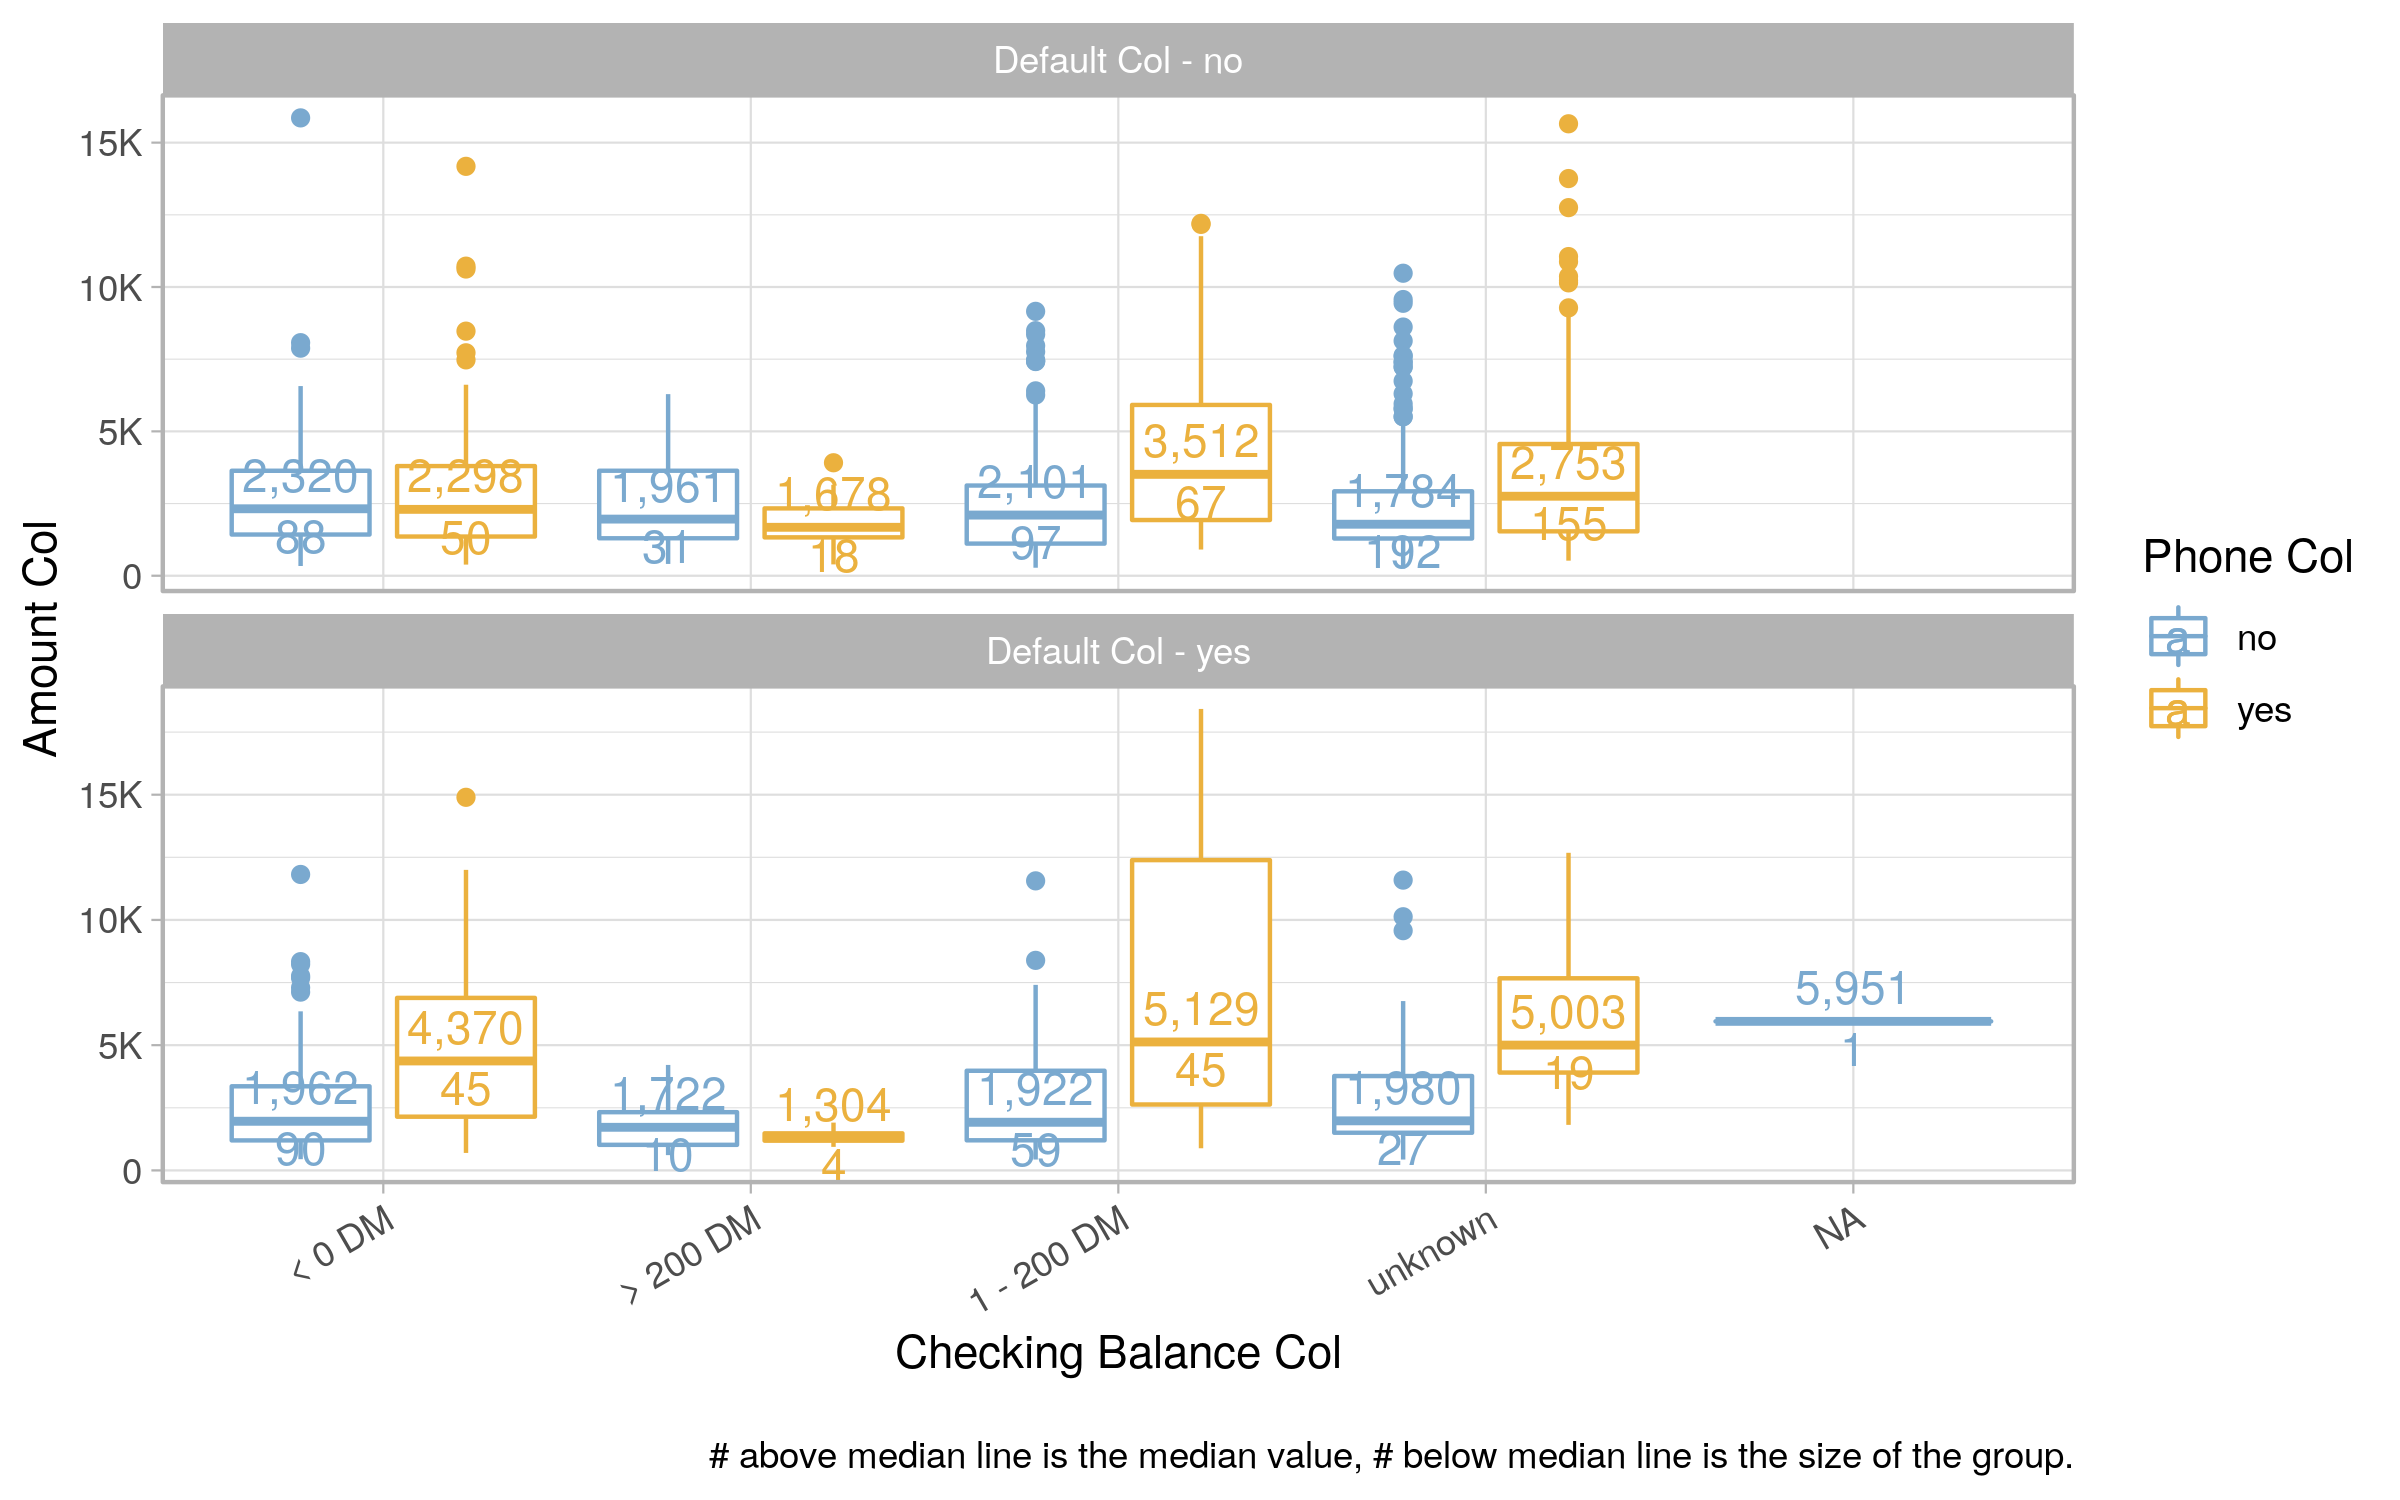 Default Col - no
15K
10K
5K
0
2,320
2,298
1,961
1,678
2,101
3,512
1,784
2,753
88
50
31
18
97
67
192
155
Amount Col
Default Col - yes
15K
10K
5K
0
1,962
4,370
1,722
1,304
1,922
5,129
1,980
5,003
5,951
90
45
10
4
59
45
27
19
1
< 0 DM
> 200 DM
1 - 200 DM
unknown
NA
Checking Balance Col
Phone Col
a no
a yes
# above median line is the median value, # below median line is the size of the group.